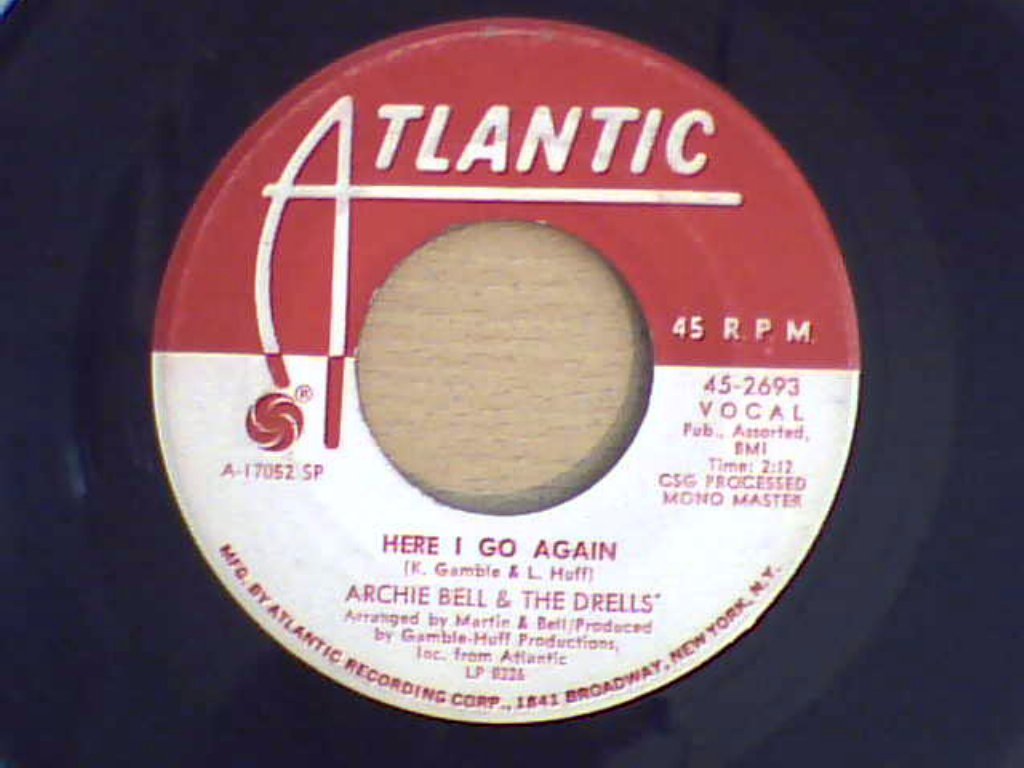 ATLANTIC
45 R.P.M.
45-2693
VOCAL
Pub., Assorted,
BMI
Time: 2:12
CSG PROCESSED
MONO MASTER
®
A-17052 SP
HERE I GO AGAIN
(K. Gamble & L. Huff)
ARCHIE BELL & THE DRELLS
Arranged by Martin & Bell/Produced
by Gamble-Huff Productions,
Inc. from Atlantic
LP 8226
MFG. BY ATLANTIC RECORDING CORP., 1841 BROADWAY, NEW YORK, N.Y.